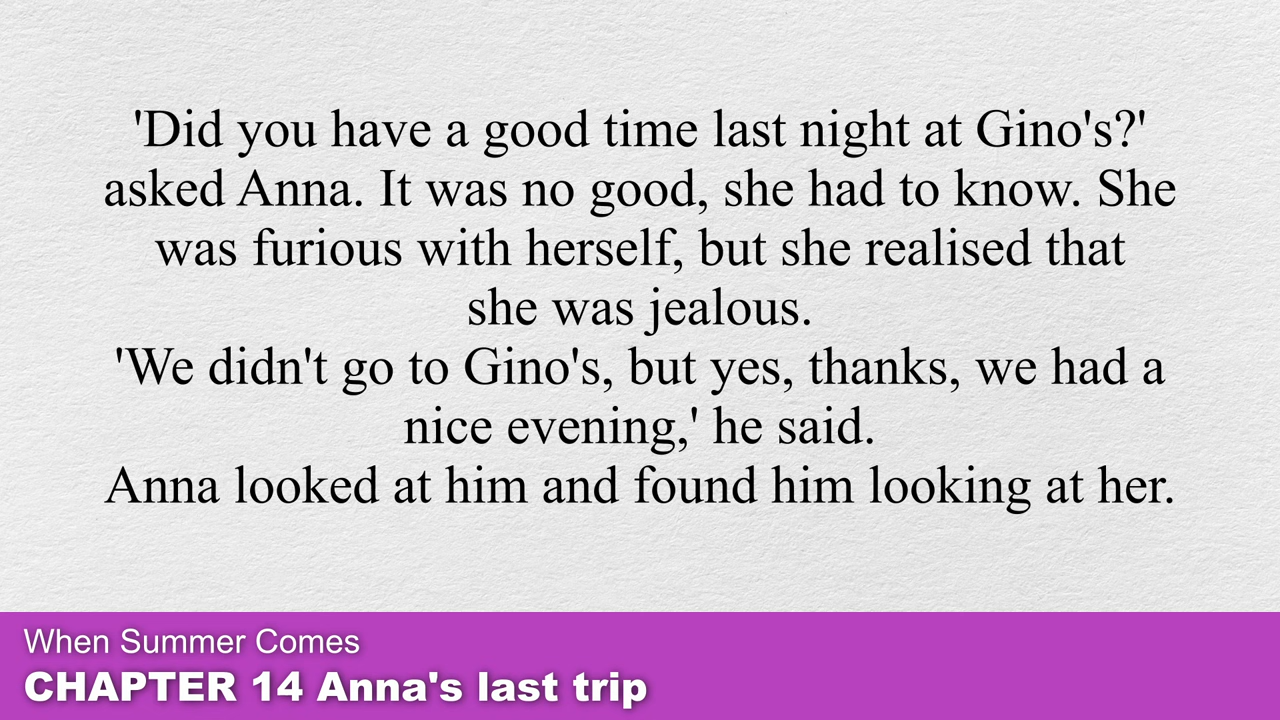 'Did you have a good time last night at Gino's?'
asked Anna. It was no good, she had to know. She
was furious with herself, but she realised that
she was jealous.
'We didn't go to Gino's, but yes, thanks, we had a
nice evening,' he said.
Anna looked at him and found him looking at her.
When Summer Comes
CHAPTER 14 Anna's last trip